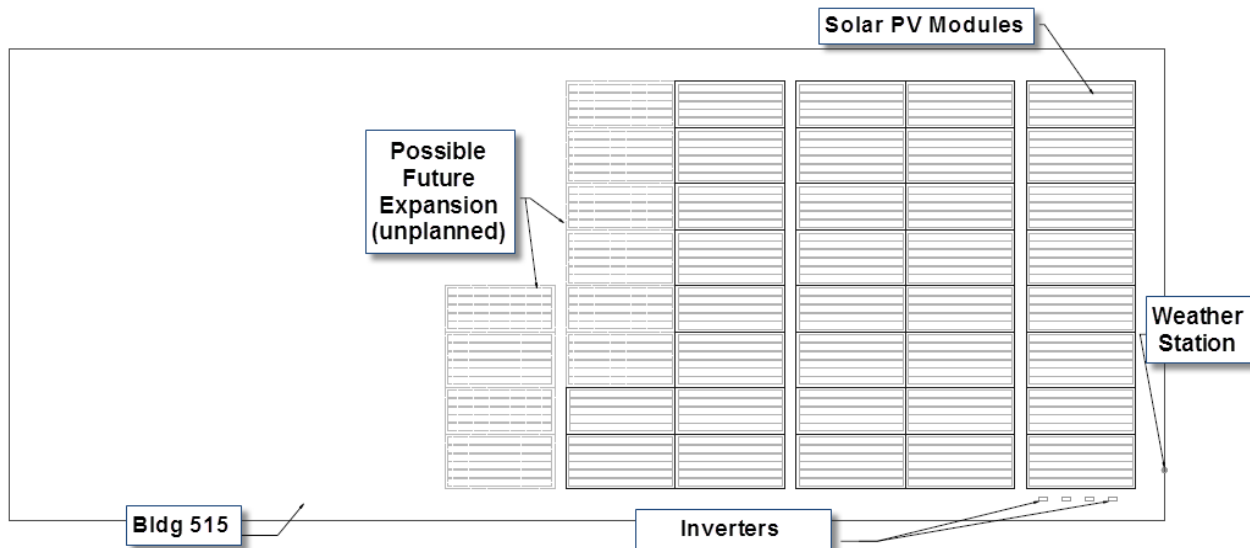 Solar PV Modules
Possible
Future
Expansion
(unplanned)
Weather
Station
Bldg 515
Inverters